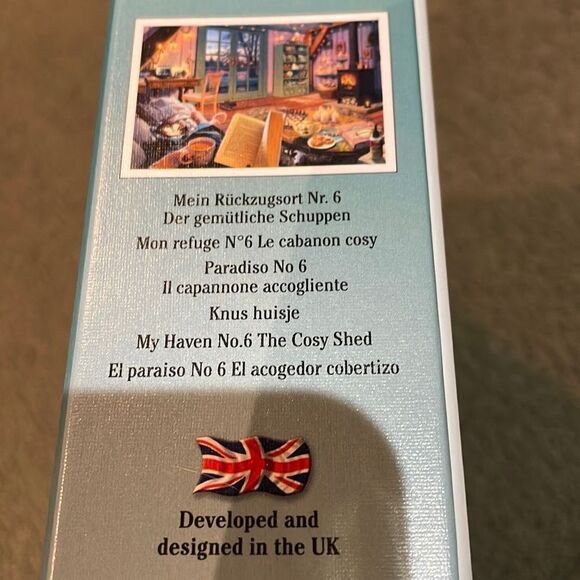 Mein Rückzugsort Nr. 6
Der gemütliche Schuppen
Mon refuge N°6 Le cabanon cosy
Paradiso No 6
Il capannone accogliente
Knus huisje
My Haven No.6 The Cosy Shed
El paraiso No 6 El acogedor cobertizo
Developed and
designed in the UK